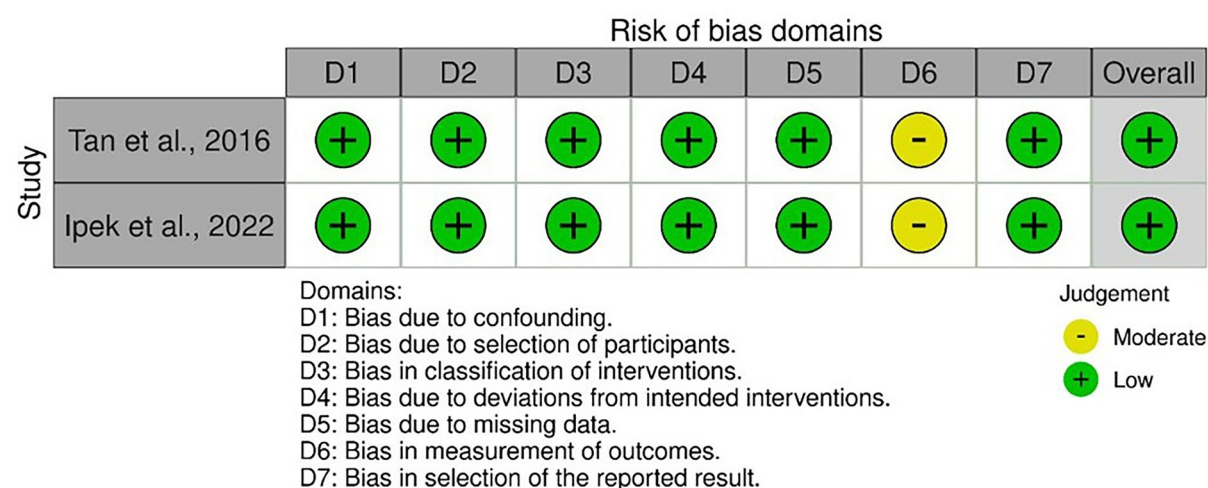 Risk of bias domains
D1 D2 D3 D4 D5 D6 D7 Overall
Study
Tan et al., 2016 + + + + + - + +
Ipek et al., 2022 + + + + + - + +
Domains:
D1: Bias due to confounding.
D2: Bias due to selection of participants.
D3: Bias in classification of interventions.
D4: Bias due to deviations from intended interventions.
D5: Bias due to missing data.
D6: Bias in measurement of outcomes.
D7: Bias in selection of the reported result.
Judgement
- Moderate
+ Low